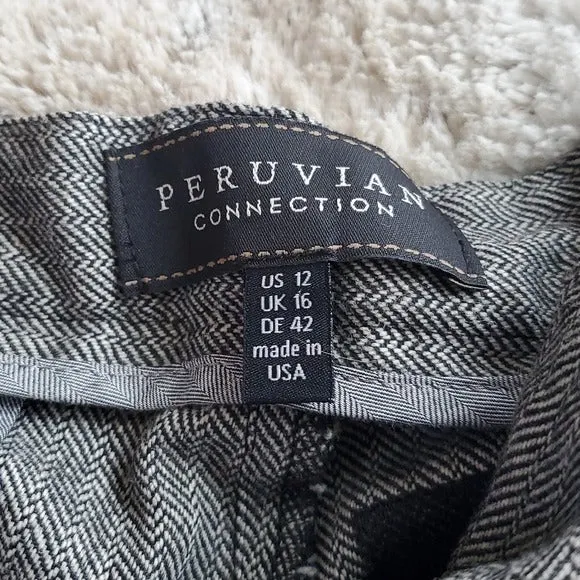 PERUVIAN
CONNECTION
US 12
UK 16
DE 42
made in
USA